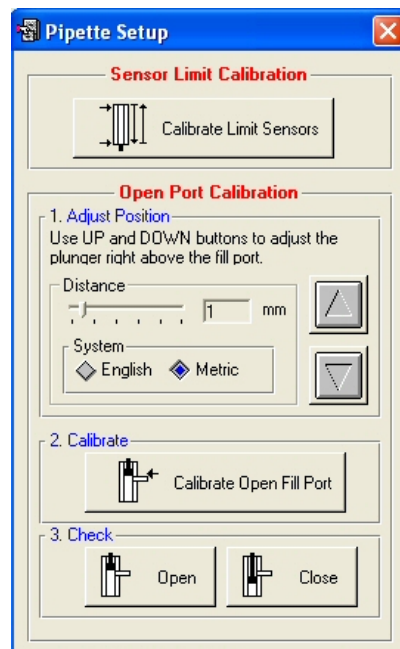 Pipette Setup
Sensor Limit Calibration
Calibrate Limit Sensors
Open Port Calibration
1. Adjust Position
Use UP and DOWN buttons to adjust the
plunger right above the fill port.
Distance
1 mm
System
English Metric
2. Calibrate
Calibrate Open Fill Port
3. Check
Open Close